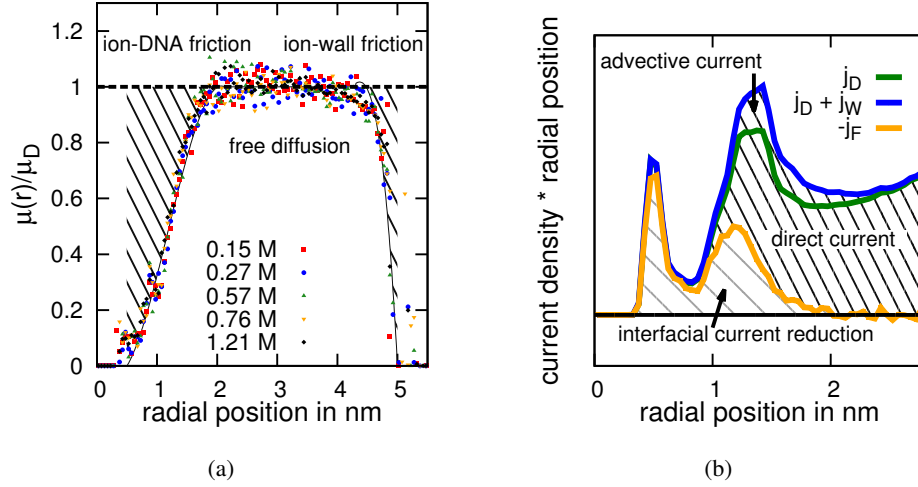 1.2
1
0.8
0.6
0.4
0.2
0
μ(r)/μD
ion-DNA friction
ion-wall friction
free diffusion
0.15 M
0.27 M
0.57 M
0.76 M
1.21 M
0 1 2 3 4 5
radial position in nm
(a)
current density * radial position
advective current
jD
jD + jW
-jF
direct current
interfacial current reduction
0 1 2
radial position in nm
(b)